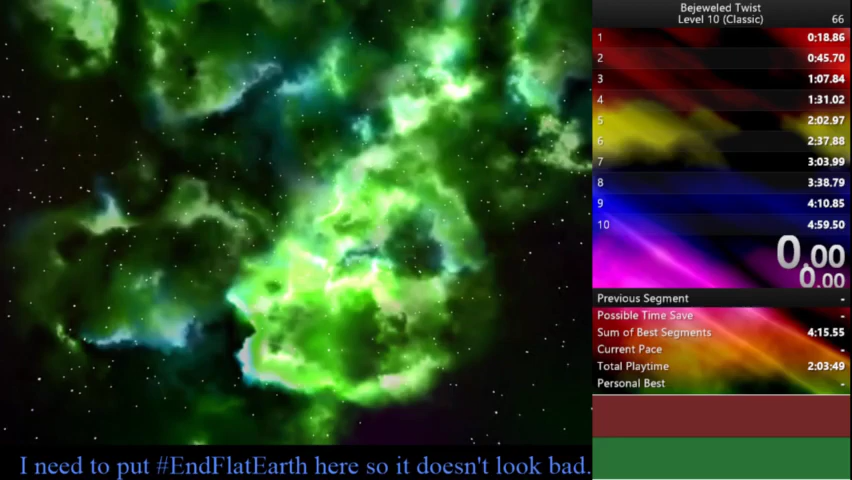 Bejeweled Twist
Level 10 (Classic) 66
1 0:18.86
2 0:45.70
3 1:07.84
4 1:31.02
5 2:02.97
6 2:37.88
7 3:03.99
8 3:38.79
9 4:10.85
10 4:59.50
0.00
0.00
Previous Segment -
Possible Time Save -
Sum of Best Segments 4:15.55
Current Pace -
Total Playtime 2:03:49
Personal Best -
I need to put #EndFlatEarth here so it doesn't look bad.